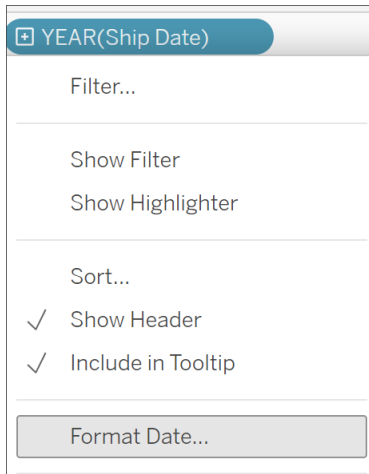 YEAR(Ship Date)
Filter...
Show Filter
Show Highlighter
Sort...
Show Header
Include in Tooltip
Format Date...